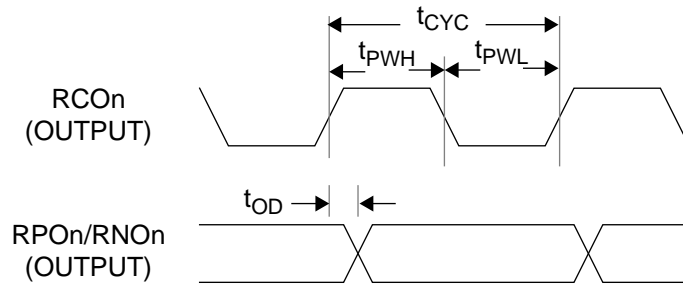 tCYC
tPWH tPWL
RCOn
(OUTPUT)
tOD
RPOn/RNOn
(OUTPUT)